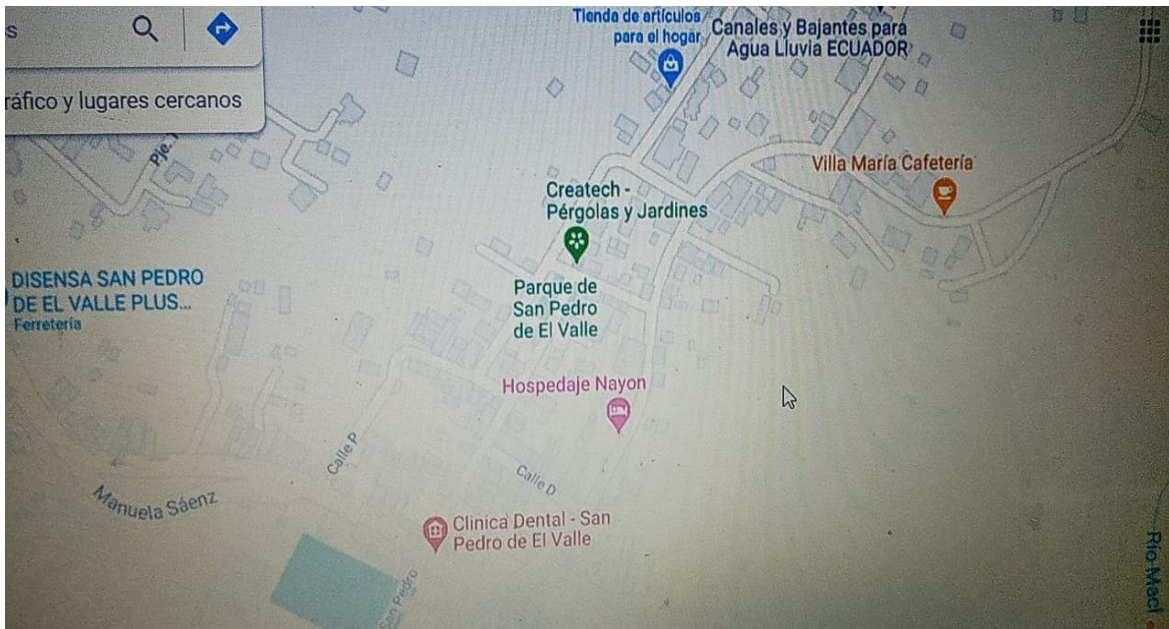 s
ráfico y lugares cercanos
Tienda de artículos
para el hogar
Canales y Bajantes para
Agua Lluvia ECUADOR
Pje.
Villa María Cafetería
Createch -
Pérgolas y Jardines
DISENSA SAN PEDRO
DE EL VALLE PLUS...
Ferretería
Parque de
San Pedro
de El Valle
Hospedaje Nayon
Calle P
Calle D
Manuela Sáenz
Clinica Dental - San
Pedro de El Valle
San Pedro
Río Mach